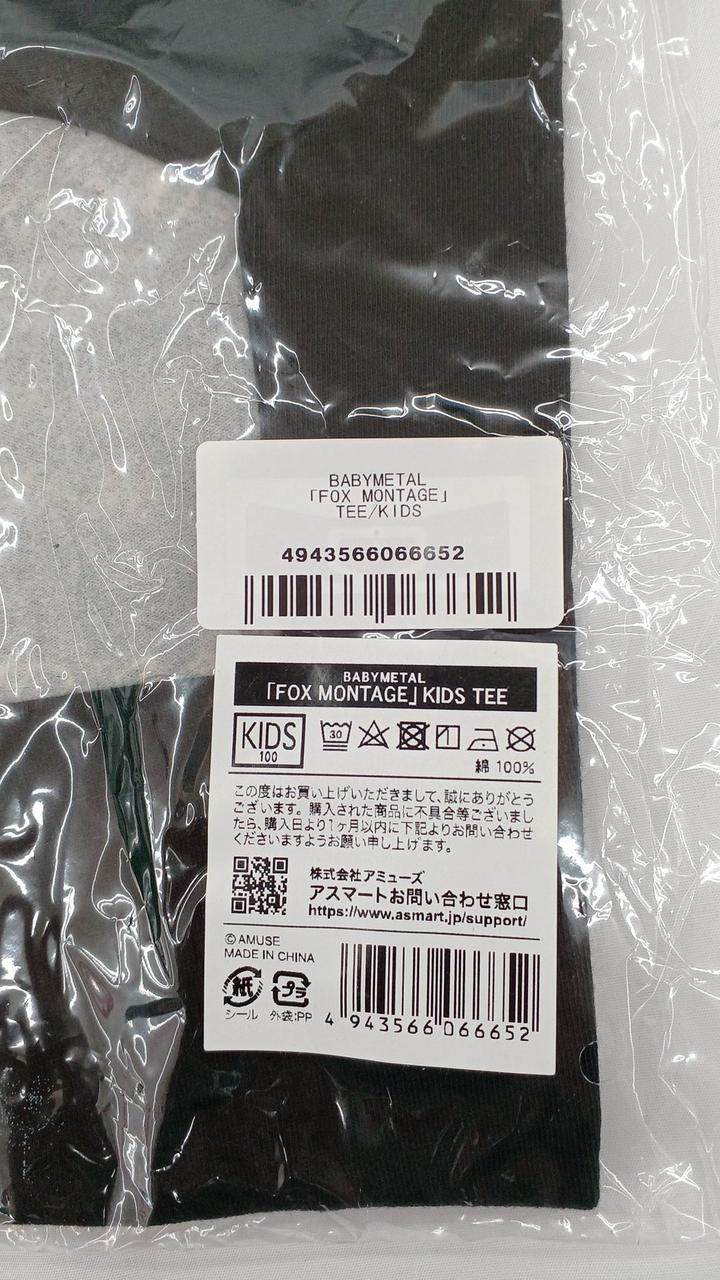 BABYMETAL
「FOX MONTAGE」
TEE/KIDS
4943566066652
BABYMETAL
「FOX MONTAGE」KIDS TEE
KIDS
100
30
綿 100%
この度はお買い上げいただきまして、誠にありがとう
ございます。購入された商品に不具合等ございまし
たら、購入日より1ヶ月以内に下記よりお問い合わせ
くださいますようお願い申し上げます。
株式会社アミューズ
アスマートお問い合わせ窓口
https://www.asmart.jp/support/
©AMUSE
MADE IN CHINA
紙
プラ
シール 外袋:PP
4 943566 066652